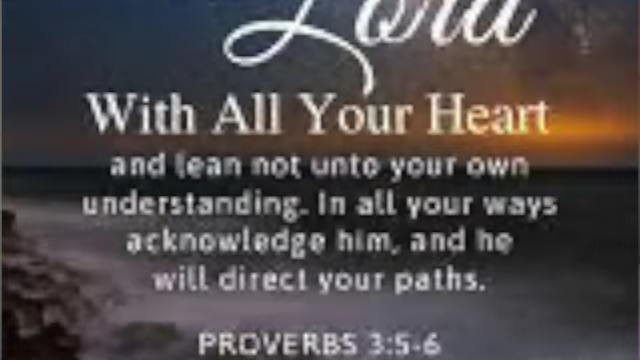 Lord
With All Your Heart
and lean not unto your own
understanding. In all your ways
acknowledge him, and he
will direct your paths.
PROVERBS 3:5-6